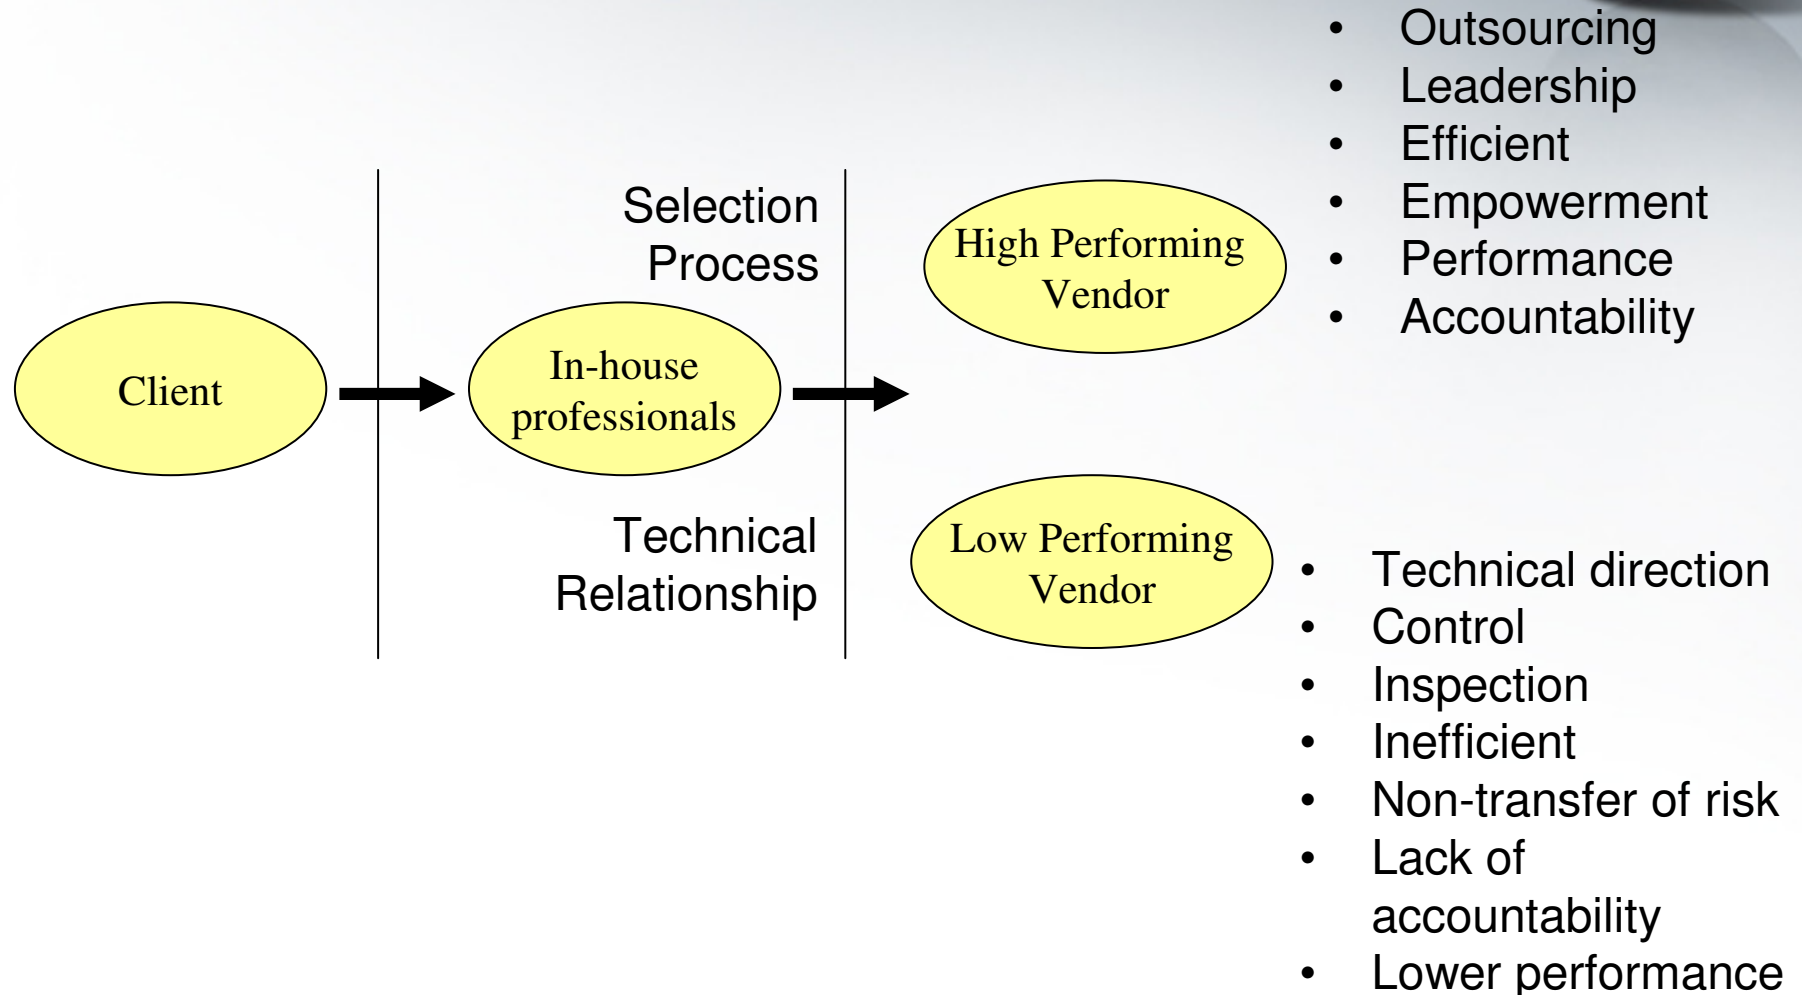 Client
Selection
Process
In-house
professionals
Technical
Relationship
High Performing
Vendor
• Outsourcing
• Leadership
• Efficient
• Empowerment
• Performance
• Accountability
Low Performing
Vendor
• Technical direction
• Control
• Inspection
• Inefficient
• Non-transfer of risk
• Lack of
accountability
• Lower performance